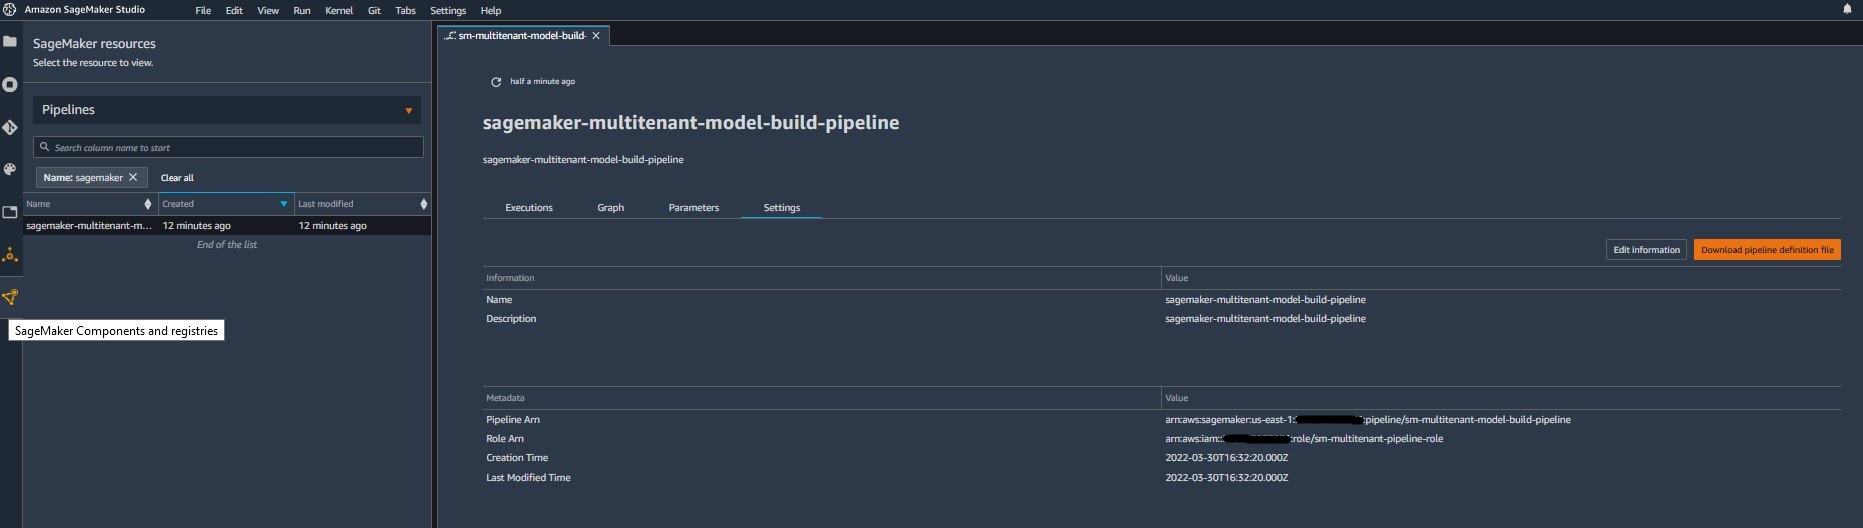 Amazon SageMaker Studio File Edit View Run Kernel Git Tabs Settings Help
SageMaker resources
Select the resource to view.
Pipelines
Search column name to start
Name: sagemaker Clear all
Name Created Last modified
sagemaker-multitenant-m... 12 minutes ago 12 minutes ago
End of the list
SageMaker Components and registries
sm-multitenant-model-build-
half a minute ago
sagemaker-multitenant-model-build-pipeline
sagemaker-multitenant-model-build-pipeline
Executions Graph Parameters Settings
Edit information Download pipeline definition file
Information Value
Name sagemaker-multitenant-model-build-pipeline
Description sagemaker-multitenant-model-build-pipeline
Metadata Value
Pipeline Arn arn:aws:sagemaker:us-east-1: :pipeline/sm-multitenant-model-build-pipeline
Role Arn arn:aws:iam:: :role/sm-multitenant-pipeline-role
Creation Time 2022-03-30T16:32:20.000Z
Last Modified Time 2022-03-30T16:32:20.000Z